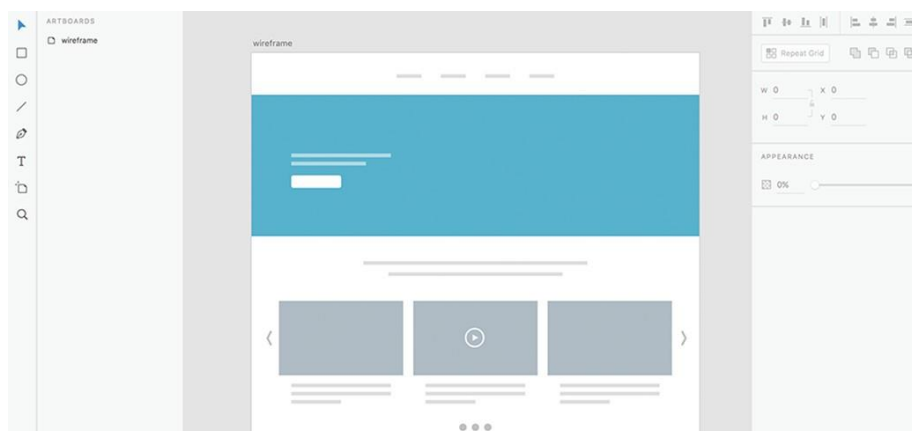 ARTBOARDS
wireframe
wireframe
Repeat Grid
W 0 X 0
H 0 Y 0
APPEARANCE
0%